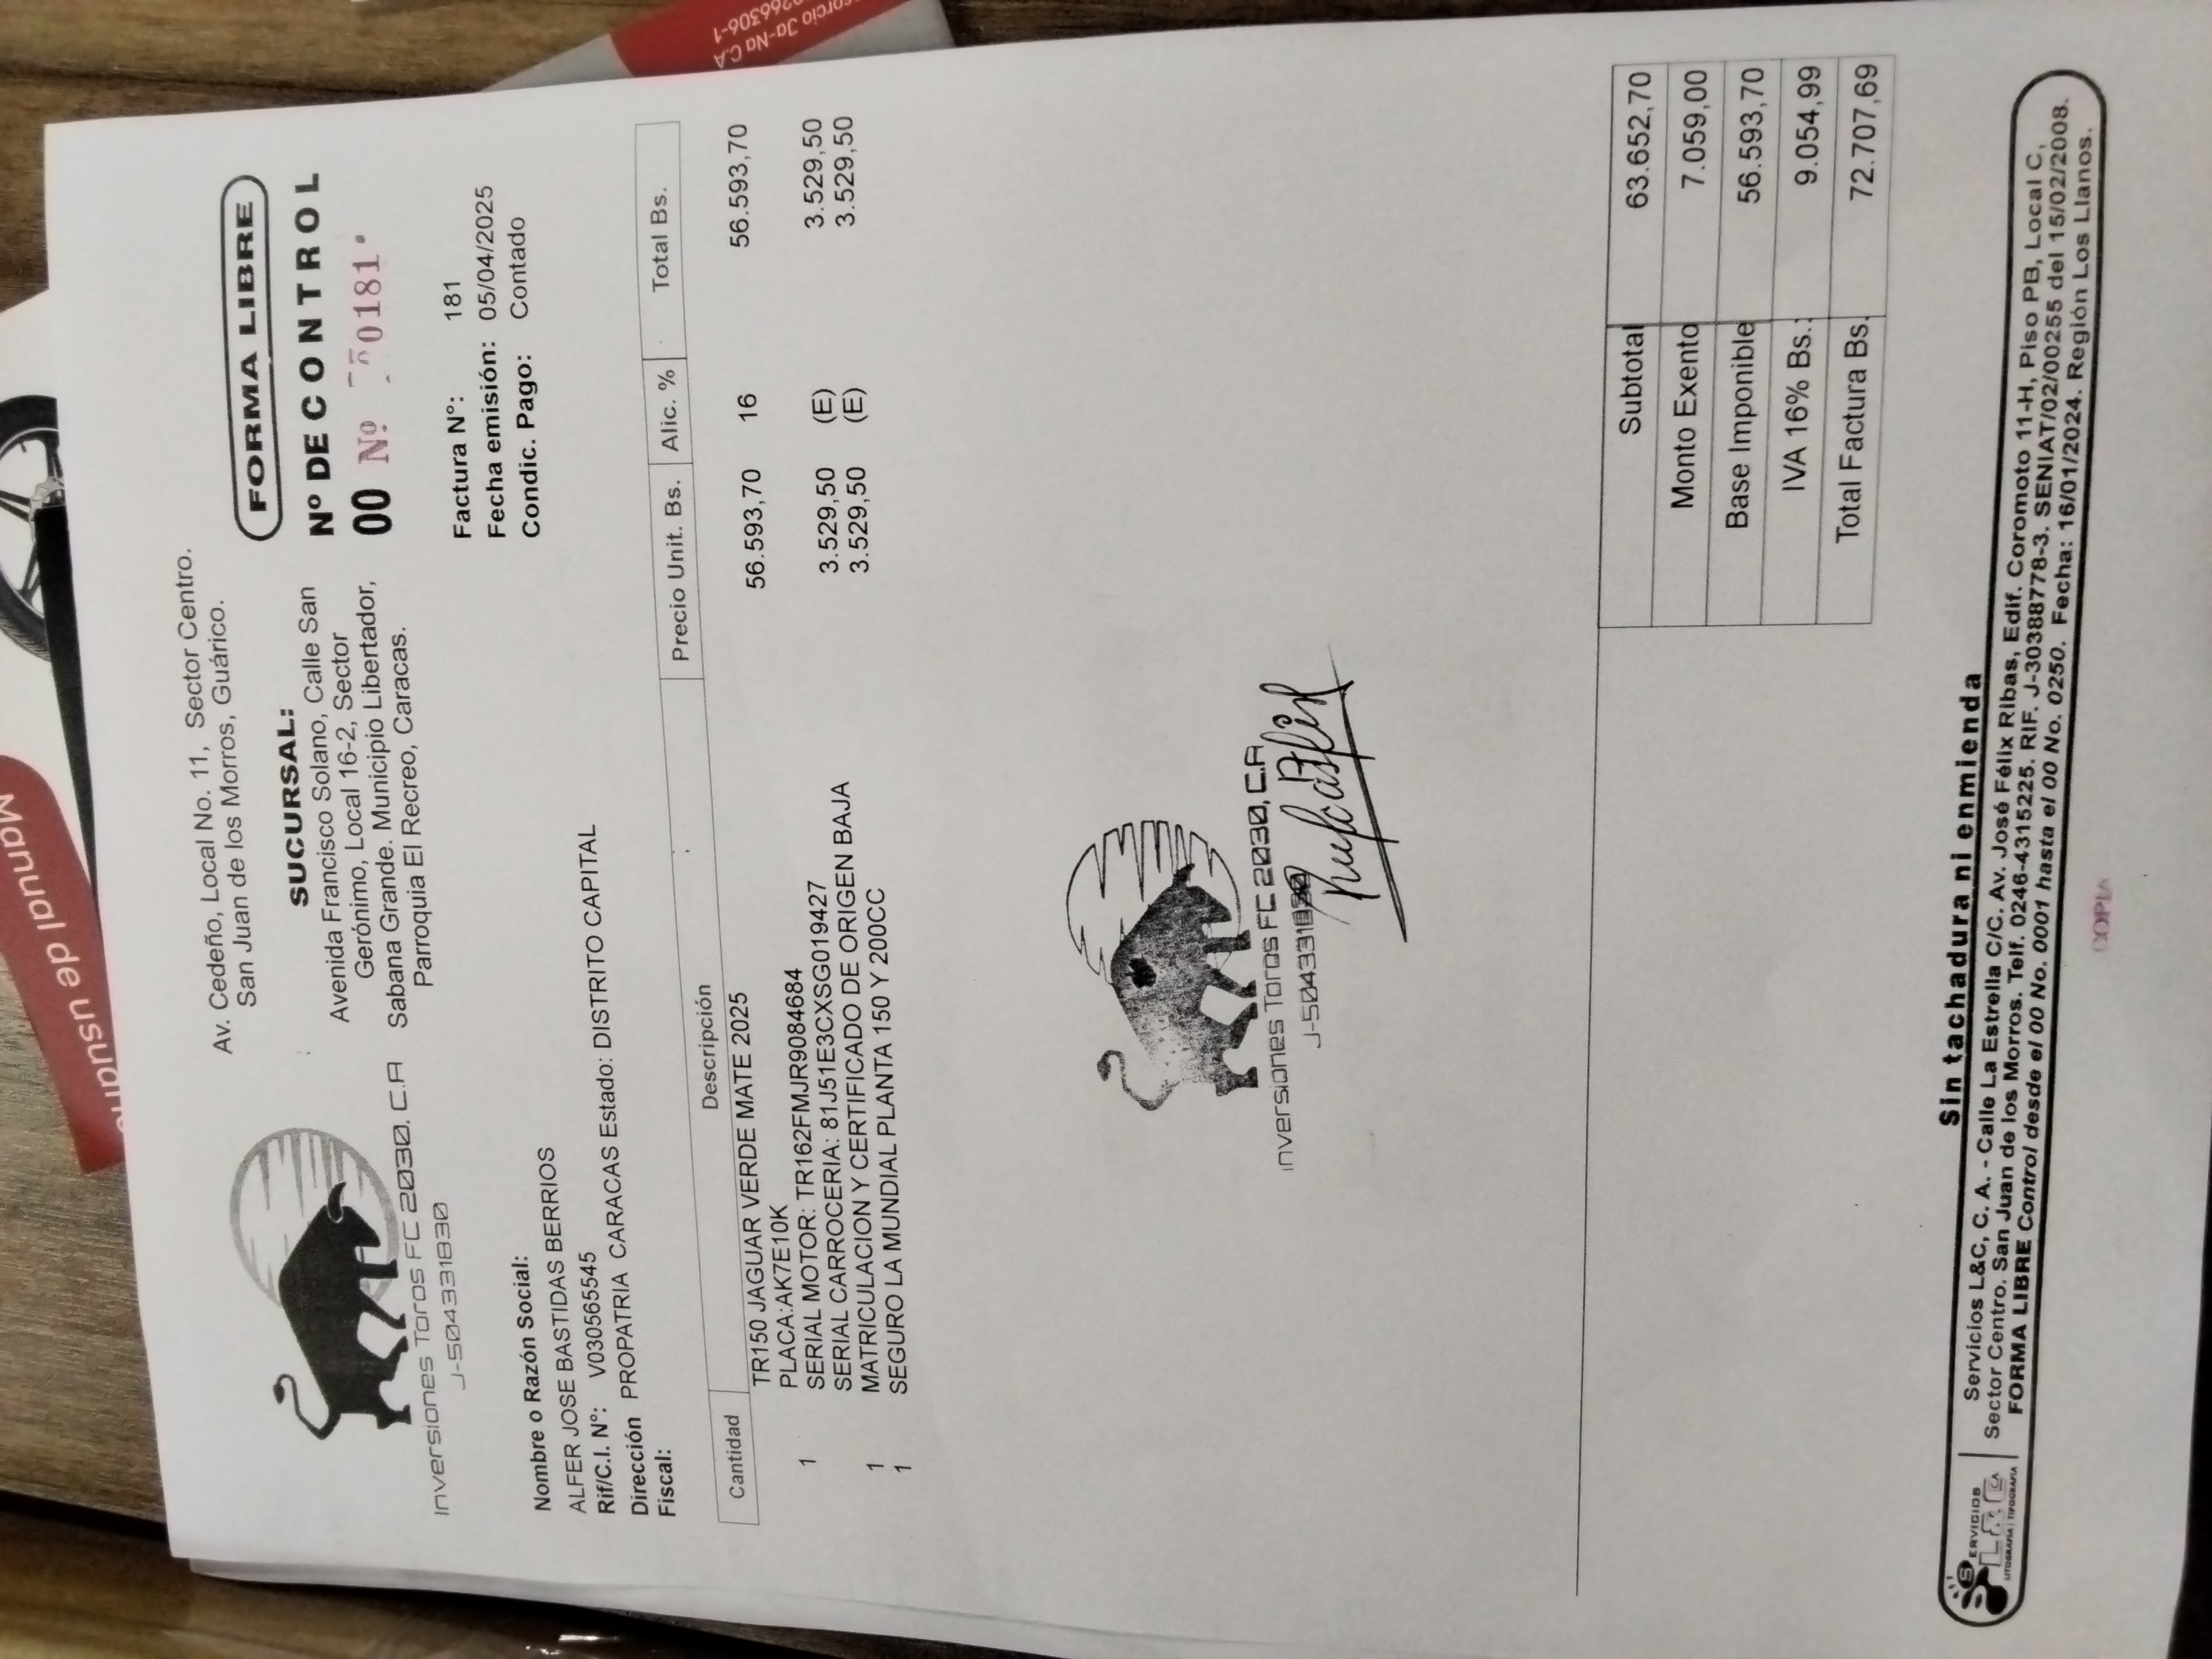 Av. Cedeño, Local No. 11, Sector Centro.
San Juan de los Morros, Guárico.
SUCURSAL:
Avenida Francisco Solano, Calle San
Gerónimo, Local 16-2, Sector
Sabana Grande. Municipio Libertador,
Parroquia El Recreo, Caracas.
Inversiones Toros FC 2030. C.A
J-504331830
FORMA LIBRE
Nº DE CONTROL
00 Nº 0181
Factura N°: 181
Fecha emisión: 05/04/2025
Condic. Pago: Contado
Nombre o Razón Social:
ALFER JOSE BASTIDAS BERRIOS
Rif/C.I. N°: V030565545
Dirección PROPATRIA CARACAS Estado: DISTRITO CAPITAL
Fiscal:
Cantidad Descripción Precio Unit. Bs. Alic. % Total Bs.
TR150 JAGUAR VERDE MATE 2025 56.593,70 16 56.593,70
PLACA:AK7E10K
1 SERIAL MOTOR: TR162FMJR9084684
SERIAL CARROCERIA: 81J51E3CXSG019427
1 MATRICULACION Y CERTIFICADO DE ORIGEN BAJA 3.529,50 (E) 3.529,50
1 SEGURO LA MUNDIAL PLANTA 150 Y 200CC 3.529,50 (E) 3.529,50
Inversiones Toros FC 2030, C.A
J-504331830
Subtotal 63.652,70
Monto Exento 7.059,00
Base Imponible 56.593,70
IVA 16% Bs. 9.054,99
Total Factura Bs. 72.707,69
Sin tachadura ni enmienda
SERVICIOS
LITOGRAFIA | TIPOGRAFIA
Servicios L&C, C. A. - Calle La Estrella C/C. Av. José Félix Ribas, Edif. Coromoto 11-H, Piso PB, Local C,
Sector Centro. San Juan de los Morros. Telf. 0246-4315225. RIF. J-30388778-3. SENIAT/02/00255 del 15/02/2008.
FORMA LIBRE Control desde el 00 No. 0001 hasta el 00 No. 0250. Fecha: 16/01/2024. Región Los Llanos.
COPIA
Manual de usuario
Ja-Na C.A
266306-1